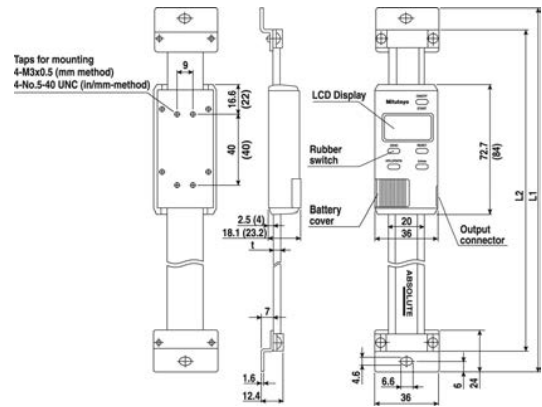 Taps for mounting
4-M3x0.5 (mm method)
4-No.5-40 UNC (in/mm-method)
9
16.6
(22)
40
(40)
2.5 (4)
18.1 (23.2)
t
7
1.6
12.4
LCD Display
Rubber
switch
Battery
cover
Mitutoyo
ON/OFF
ZERO
20
36
ABSOLUTE
72.7
(84)
Output
connector
L2
L1
4.6
6.6
6
24
36